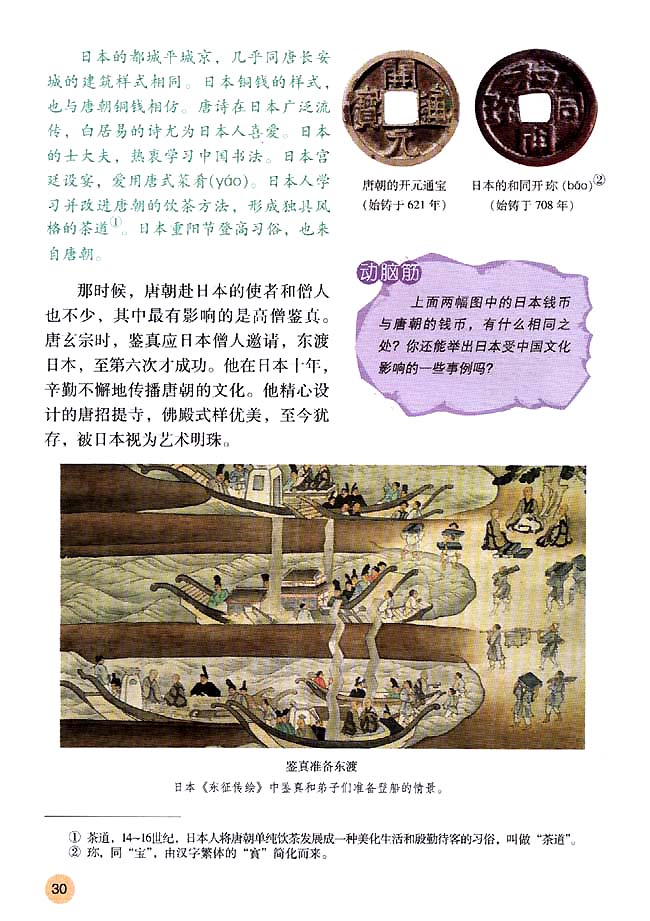 日本的都城平城京，几乎同唐长安
城的建筑样式相同。日本铜钱的样式，
也与唐朝铜钱相仿。唐诗在日本广泛流
传，白居易的诗尤为日本人喜爱。日本
的士大夫，热衷学习中国书法。日本宫
廷设宴，爱用唐式菜肴(yáo)。日本人学
习并改进唐朝的饮茶方法，形成独具风
格的茶道①。日本重阳节登高习俗，也来
自唐朝。
那时候，唐朝赴日本的使者和僧人
也不少，其中最有影响的是高僧鉴真。
唐玄宗时，鉴真应日本僧人邀请，东渡
日本，至第六次才成功。他在日本十年，
辛勤不懈地传播唐朝的文化。他精心设
计的唐招提寺，佛殿式样优美，至今犹
存，被日本视为艺术明珠。
開元通寳
和同開珎
唐朝的开元通宝
（始铸于 621 年）
日本的和同开珎 (bǎo)②
（始铸于 708 年）
动脑筋
上面两幅图中的日本钱币
与唐朝的钱币，有什么相同之
处？你还能举出日本受中国文化
影响的一些事例吗？
鉴真准备东渡
日本《东征传绘》中鉴真和弟子们准备登船的情景。
① 茶道，14~16世纪，日本人将唐朝单纯饮茶发展成一种美化生活和殷勤待客的习俗，叫做“茶道”。
② 珎，同“宝”，由汉字繁体的“寶”简化而来。
30